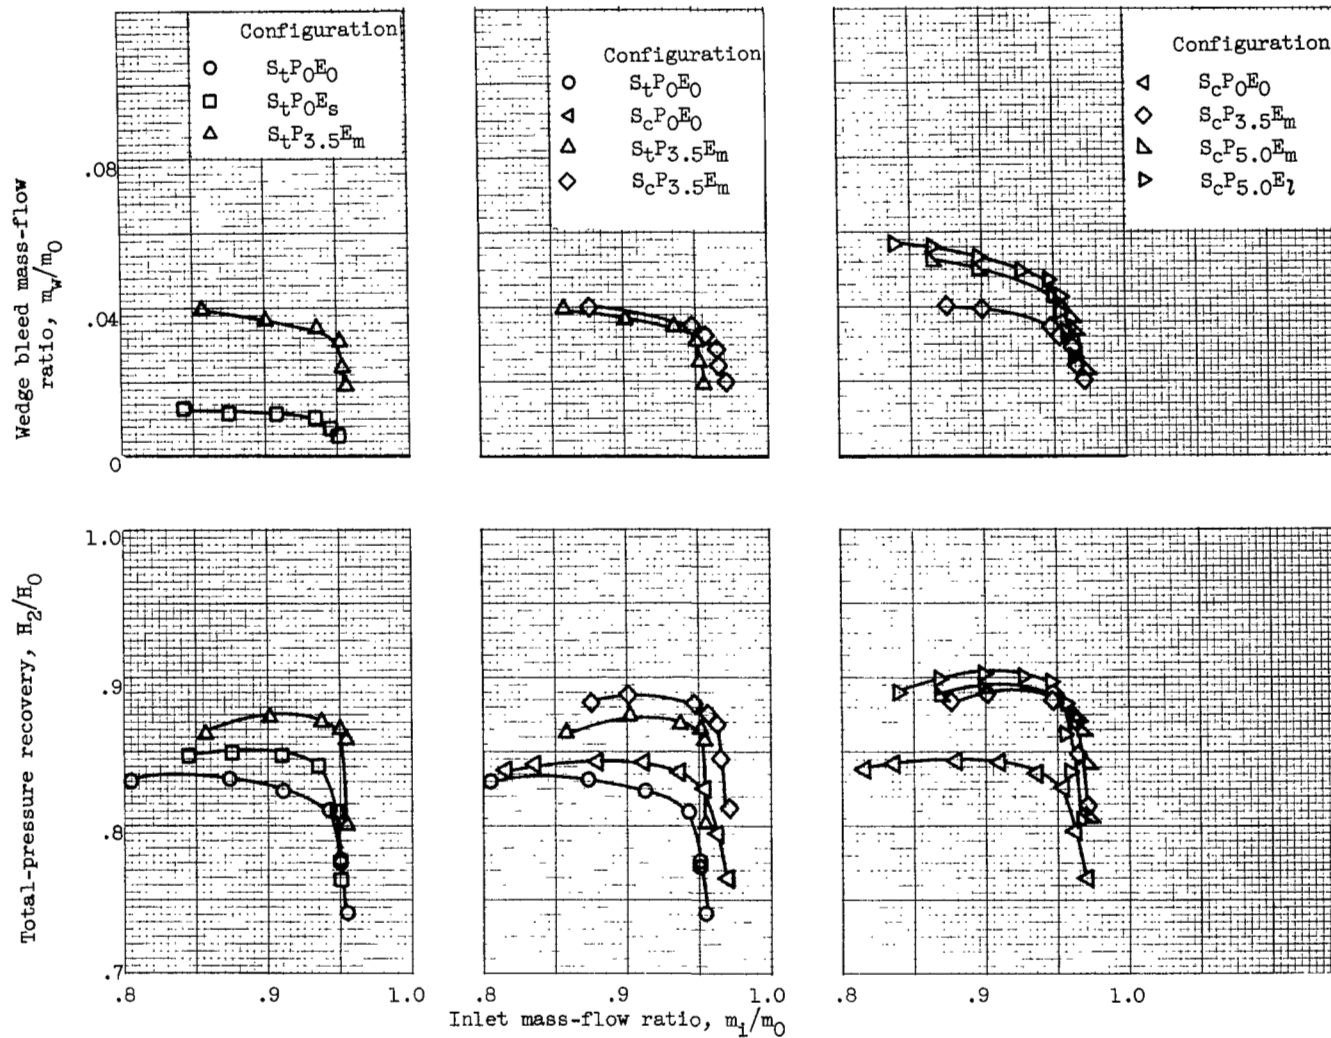 Configuration
StP0E0
StP0Es
StP3.5Em
Configuration
StP0E0
ScP0E0
StP3.5Em
ScP3.5Em
Configuration
ScP0E0
ScP3.5Em
ScP5.0Em
ScP5.0El
Wedge bleed mass-flow
ratio, mw/m0
.08
.04
0
Total-pressure recovery, H2/H0
1.0
.9
.8
.7
.8 .9 1.0
.8 .9 1.0
.8 .9 1.0
Inlet mass-flow ratio, mi/m0